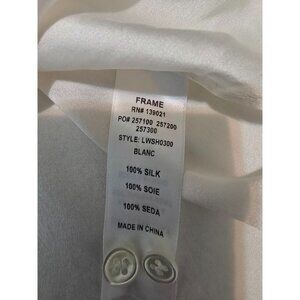 FRAME
RN# 139021
PO# 257100 257200
257300
STYLE: LWSH0300
BLANC
100% SILK
100% SOIE
100% SEDA
MADE IN CHINA